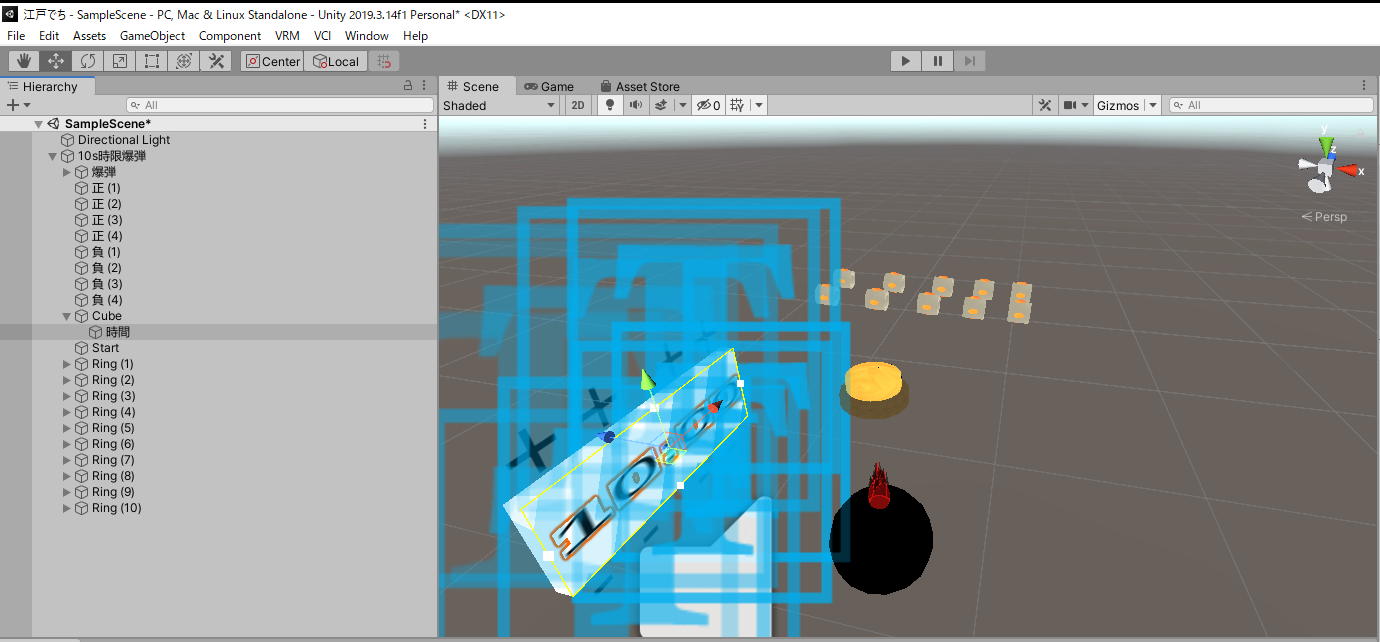 江戸でち - SampleScene - PC, Mac & Linux Standalone - Unity 2019.3.14f1 Personal* <DX11>
File Edit Assets GameObject Component VRM VCI Window Help
Center Local
Hierarchy
Scene Game Asset Store
All
Shaded 2D 0 Gizmos All
SampleScene*
Directional Light
10s時限爆弾
爆弾
正 (1)
正 (2)
正 (3)
正 (4)
負 (1)
負 (2)
負 (3)
負 (4)
Cube
時間
Start
Ring (1)
Ring (2)
Ring (3)
Ring (4)
Ring (5)
Ring (6)
Ring (7)
Ring (8)
Ring (9)
Ring (10)
y
z
x
Persp
10:00